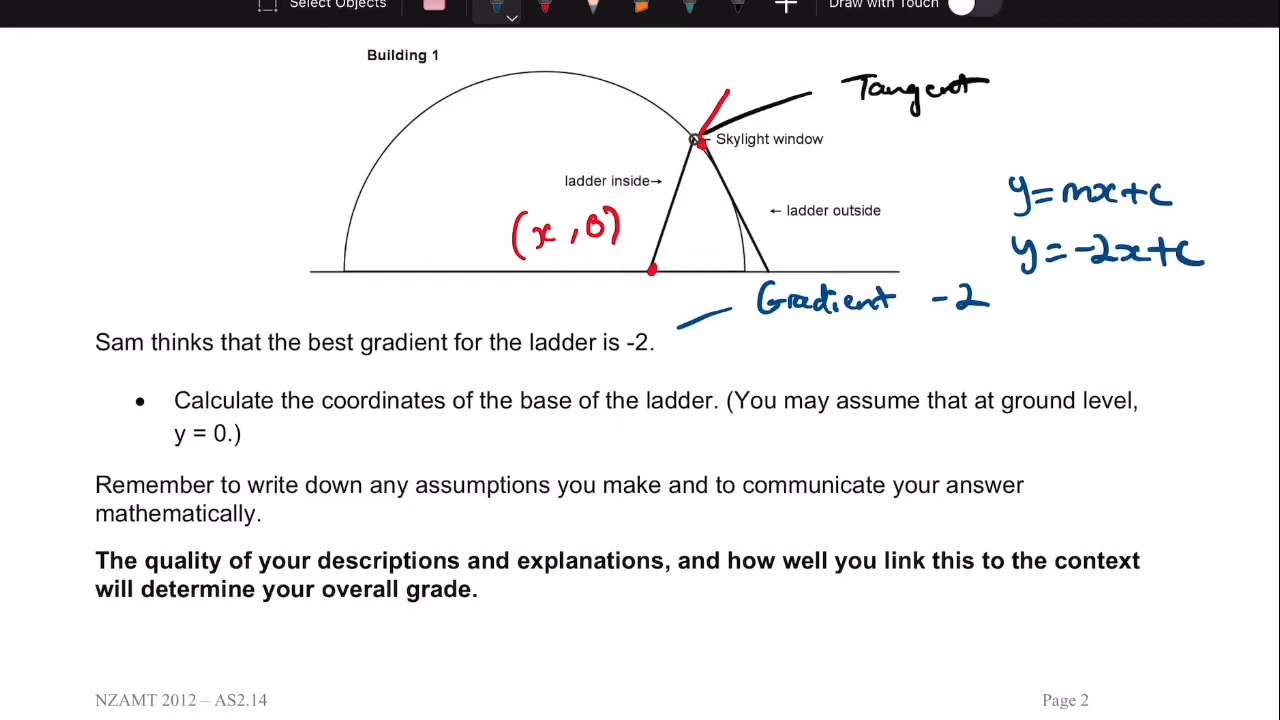 Select Objects
Draw with Touch
Building 1
Tangent
← Skylight window
ladder inside→
← ladder outside
(x, 0)
y = mx + c
y = -2x + c
Gradient -2
Sam thinks that the best gradient for the ladder is -2.
• Calculate the coordinates of the base of the ladder. (You may assume that at ground level,
y = 0.)
Remember to write down any assumptions you make and to communicate your answer
mathematically.
The quality of your descriptions and explanations, and how well you link this to the context
will determine your overall grade.
NZAMT 2012 – AS2.14
Page 2